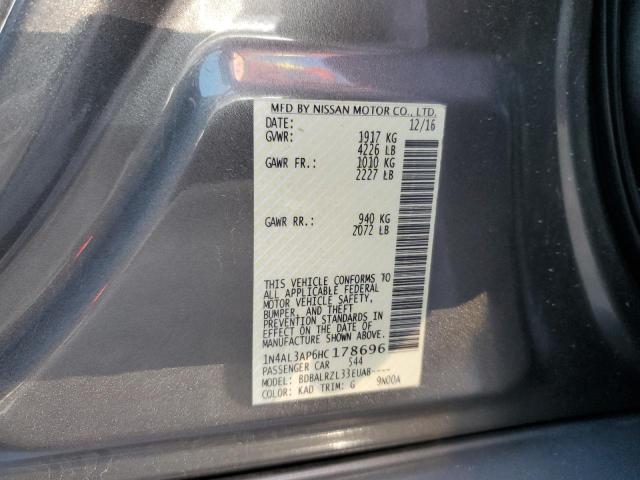 MFD BY NISSAN MOTOR CO., LTD.
DATE: 12/16
GVWR: 1917 KG
4226 LB
GAWR FR.: 1010 KG
2227 LB
GAWR RR.: 940 KG
2072 LB
THIS VEHICLE CONFORMS TO
ALL APPLICABLE FEDERAL
MOTOR VEHICLE SAFETY,
BUMPER, AND THEFT
PREVENTION STANDARDS IN
EFFECT ON THE DATE OF
MANUFACTURE SHOWN ABOVE.
1N4AL3AP6HC178696
PASSENGER CAR 544
MODEL: BDBALRZL33EUAB----
COLOR: KAD TRIM: G 9N00A